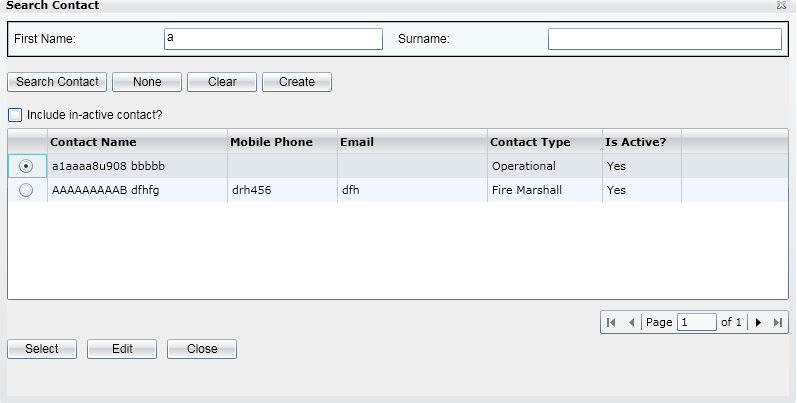 Search Contact
First Name: a Surname:
Search Contact None Clear Create
Include in-active contact?
Contact Name Mobile Phone Email Contact Type Is Active?
a1aaaa8u908 bbbbb Operational Yes
AAAAAAAAAB dfhfg drh456 dfh Fire Marshall Yes
Page 1 of 1
Select Edit Close